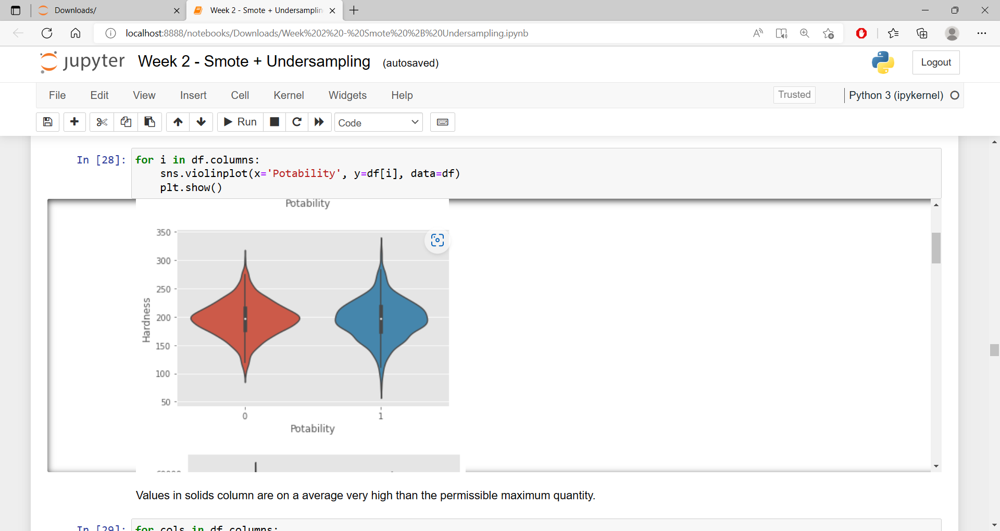 Downloads/
Week 2 - Smote + Undersamplin
localhost:8888/notebooks/Downloads/Week%202%20-%20Smote%20%2B%20Undersampling.ipynb
jupyter Week 2 - Smote + Undersampling (autosaved)
Logout
File Edit View Insert Cell Kernel Widgets Help
Trusted
Python 3 (ipykernel)
Run
Code
In [28]:
for i in df.columns:
    sns.violinplot(x='Potability', y=df[i], data=df)
    plt.show()
Potability
350
300
250
200
150
100
50
Hardness
0
1
Potability
Values in solids column are on a average very high than the permissible maximum quantity.
In [29]:
for cols in df.columns: